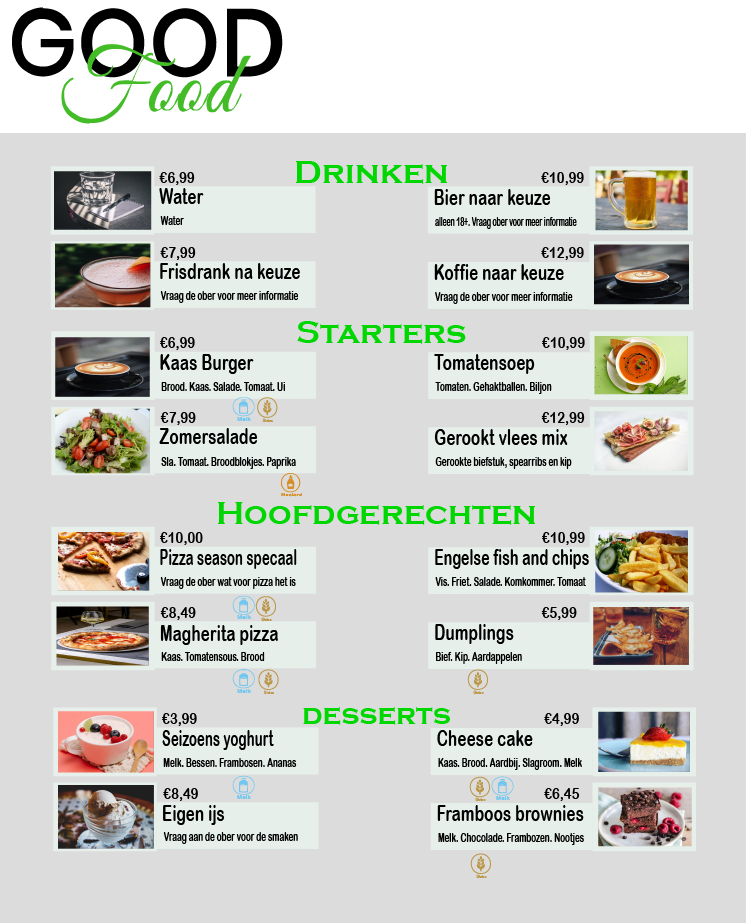 GOOD
Food
Drinken
€6,99
Water
Water
€10,99
Bier naar keuze
alleen 18+. Vraag ober voor meer informatie
€7,99
Frisdrank na keuze
Vraag de ober voor meer informatie
€12,99
Koffie naar keuze
Vraag de ober voor meer informatie
Starters
€6,99
Kaas Burger
Brood. Kaas. Salade. Tomaat. Ui
Melk
€10,99
Tomatensoep
Tomaten. Gehaktballen. Biljon
€7,99
Zomersalade
Sla. Tomaat. Broodblokjes. Paprika
Mosterd
€12,99
Gerookt vlees mix
Gerookte biefstuk, spearribs en kip
Hoofdgerechten
€10,00
Pizza season specaal
Vraag de ober wat voor pizza het is
Melk
€10,99
Engelse fish and chips
Vis. Friet. Salade. Komkommer. Tomaat
€8,49
Magherita pizza
Kaas. Tomatensous. Brood
Melk
€5,99
Dumplings
Bief. Kip. Aardappelen
desserts
€3,99
Seizoens yoghurt
Melk. Bessen. Frambosen. Ananas
Melk
€4,99
Cheese cake
Kaas. Brood. Aardbij. Slagroom. Melk
Melk
€8,49
Eigen ijs
Vraag aan de ober voor de smaken
€6,45
Framboos brownies
Melk. Chocolade. Frambozen. Nootjes